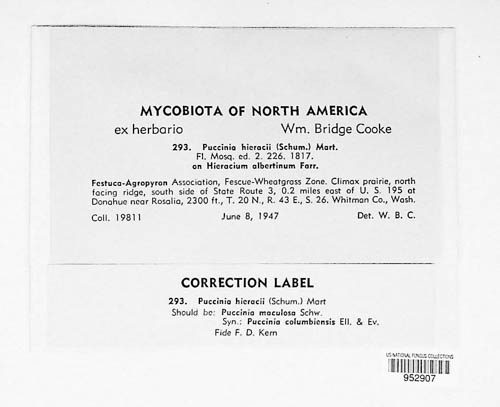 MYCOBIOTA OF NORTH AMERICA
ex herbario Wm. Bridge Cooke
293. Puccinia hieracii (Schum.) Mart.
Fl. Mosq. ed. 2. 226. 1817.
on Hieracium albertinum Farr.
Festuca-Agropyron Association, Fescue-Wheatgrass Zone. Climax prairie, north
facing ridge, south side of State Route 3, 0.2 miles east of U. S. 195 at
Donahue near Rosalia, 2300 ft., T. 20 N., R. 43 E., S. 26. Whitman Co., Wash.
Coll. 19811 June 8, 1947 Det. W. B. C.
CORRECTION LABEL
293. Puccinia hieracii (Schum.) Mart
Should be: Puccinia maculosa Schw.
Syn.: Puccinia columbiensis Ell. & Ev.
Fide F. D. Kern
US NATIONAL FUNGUS COLLECTIONS
952907